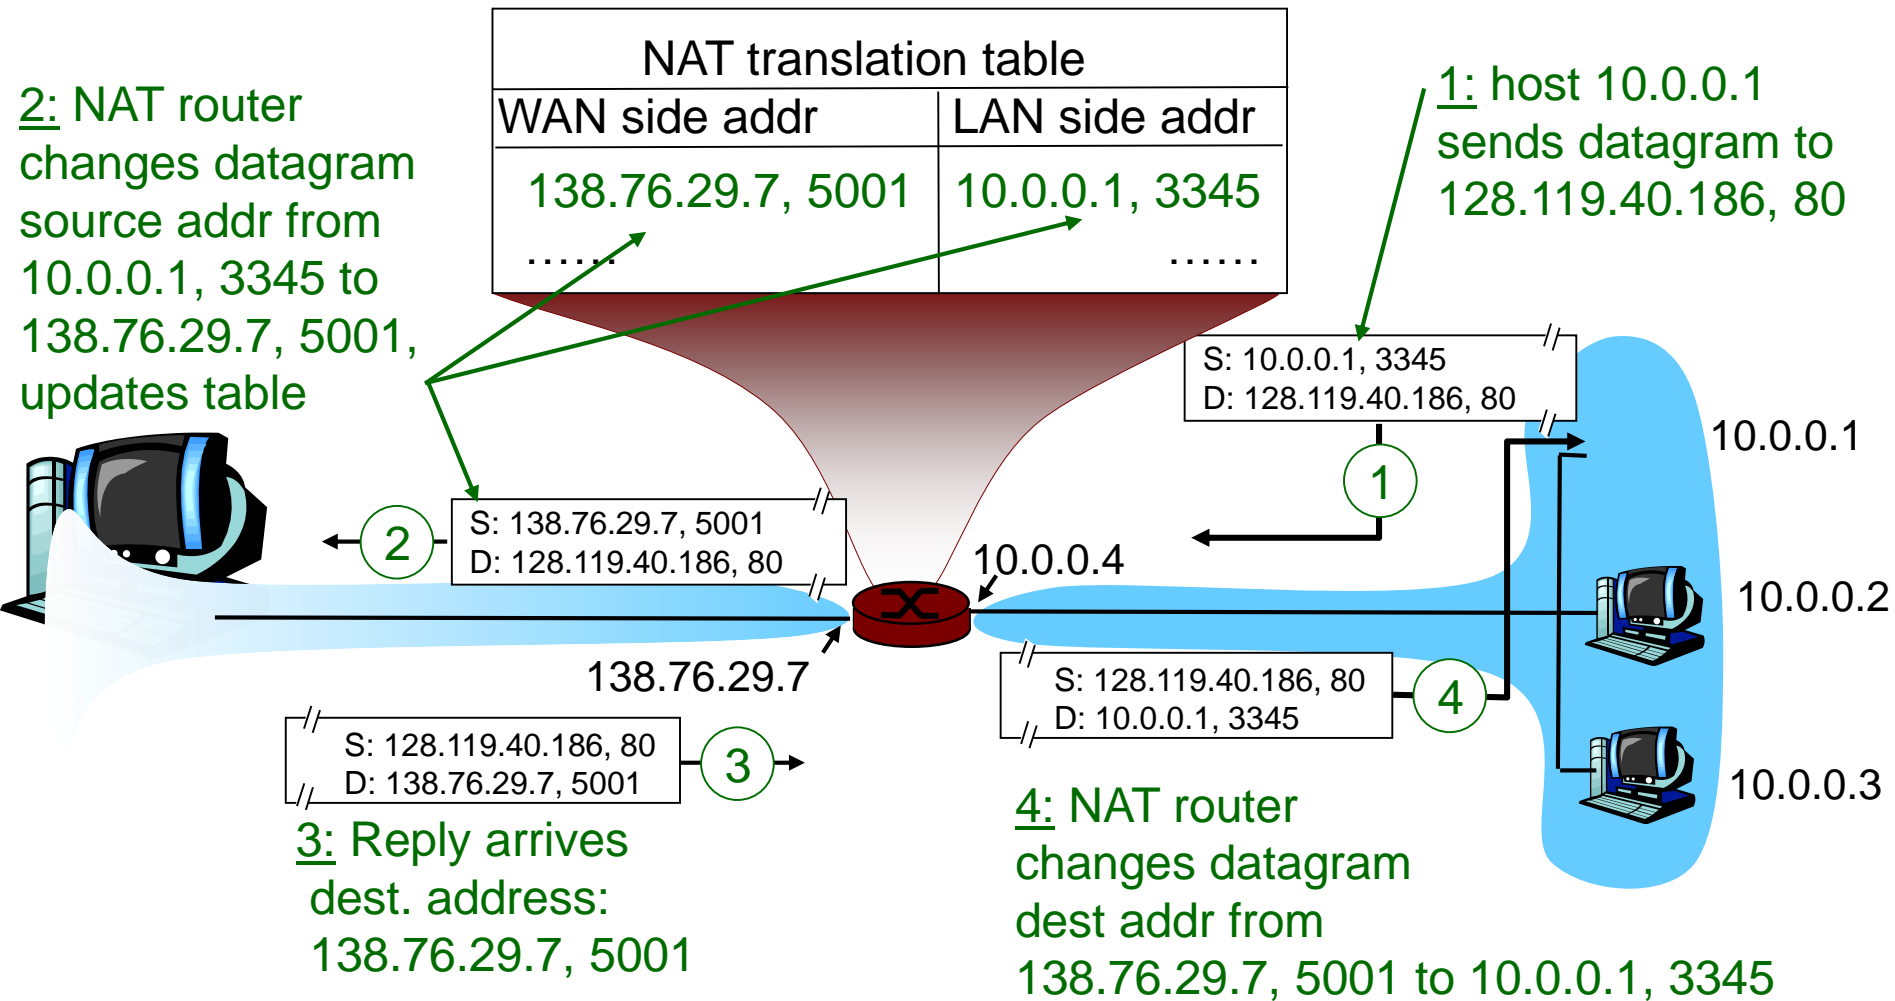 NAT translation table
WAN side addr LAN side addr
138.76.29.7, 5001 10.0.0.1, 3345
...... ......
2: NAT router
changes datagram
source addr from
10.0.0.1, 3345 to
138.76.29.7, 5001,
updates table
1: host 10.0.0.1
sends datagram to
128.119.40.186, 80
S: 10.0.0.1, 3345
D: 128.119.40.186, 80
1
10.0.0.1
S: 138.76.29.7, 5001
D: 128.119.40.186, 80
2
10.0.0.4
10.0.0.2
138.76.29.7
S: 128.119.40.186, 80
D: 10.0.0.1, 3345
4
S: 128.119.40.186, 80
D: 138.76.29.7, 5001
3
10.0.0.3
3: Reply arrives
dest. address:
138.76.29.7, 5001
4: NAT router
changes datagram
dest addr from
138.76.29.7, 5001 to 10.0.0.1, 3345